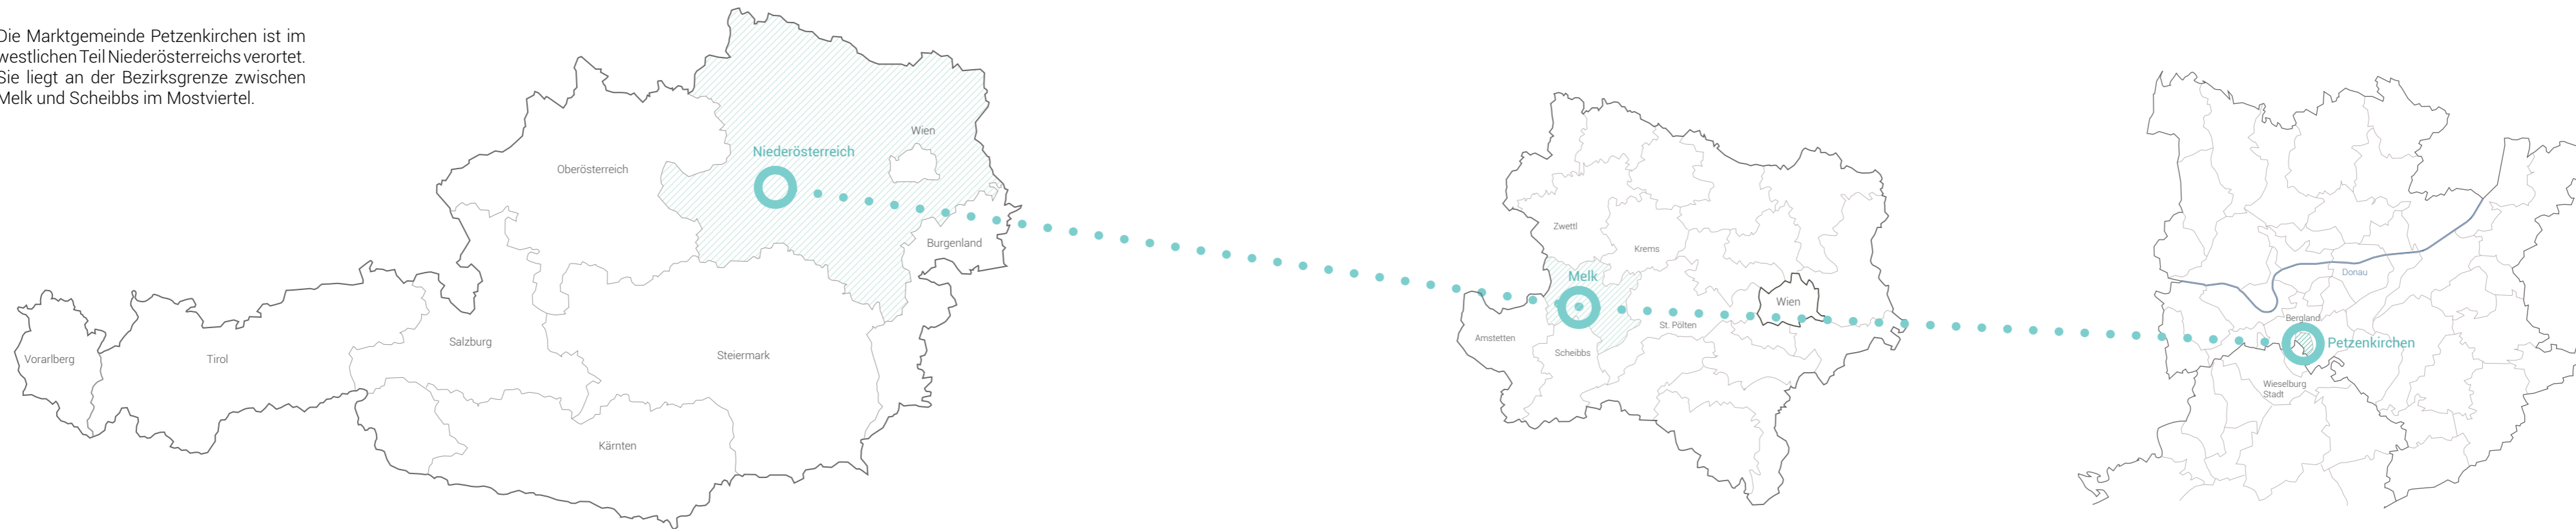 Die Marktgemeinde Petzenkirchen ist im
westlichen Teil Niederösterreichs verortet.
Sie liegt an der Bezirksgrenze zwischen
Melk und Scheibbs im Mostviertel.
Wien
Niederösterreich
Oberösterreich
Burgenland
Salzburg
Steiermark
Vorarlberg
Tirol
Kärnten
Zwettl
Krems
Melk
Wien
St. Pölten
Amstetten
Scheibbs
Donau
Bergland
Petzenkirchen
Wieselburg
Stadt